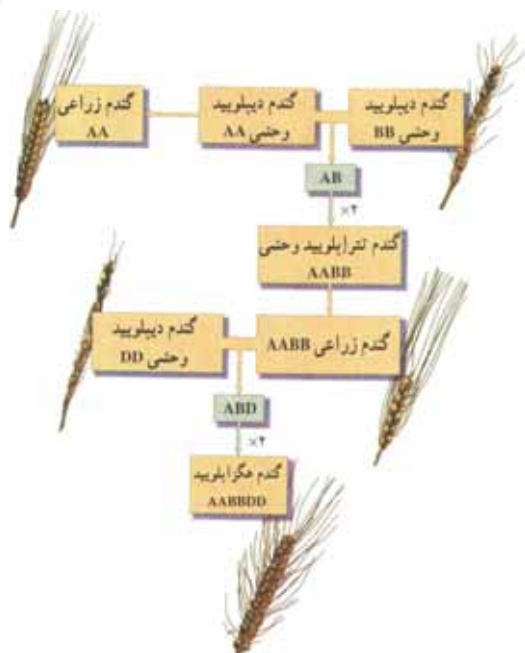 گندم دیپلویید
وحشی BB
گندم دیپلویید
وحشی AA
گندم زراعی
AA
AB
×۲
گندم تتراپلویید وحشی
AABB
گندم زراعی AABB
گندم دیپلویید
وحشی DD
ABD
×۲
گندم هگزاپلویید
AABBDD